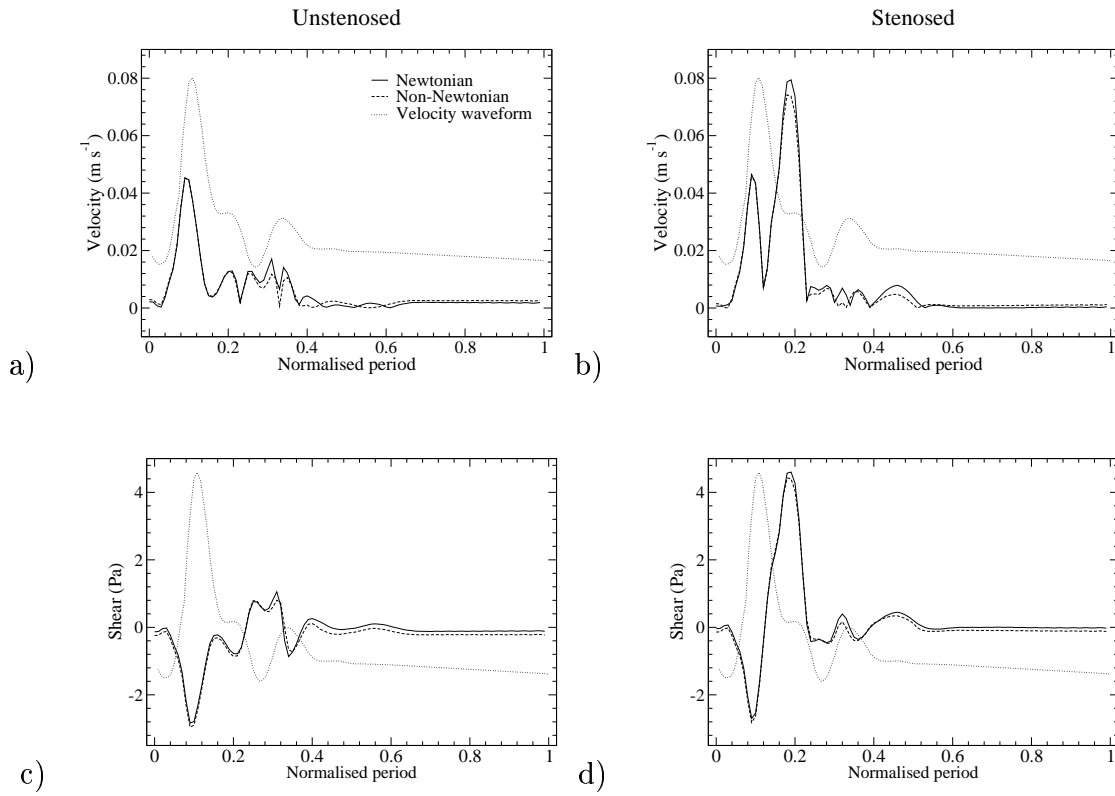 Unstenosed
Stenosed
0.08
0.06
0.04
0.02
0
Velocity (m s-1)
Newtonian
Non-Newtonian
Velocity waveform
0 0.2 0.4 0.6 0.8 1
Normalised period
a)
0.08
0.06
0.04
0.02
0
Velocity (m s-1)
0 0.2 0.4 0.6 0.8 1
Normalised period
b)
4
2
0
-2
Shear (Pa)
0 0.2 0.4 0.6 0.8 1
Normalised period
c)
4
2
0
-2
Shear (Pa)
0 0.2 0.4 0.6 0.8 1
Normalised period
d)